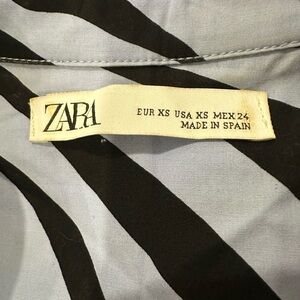 ZARA
EUR XS USA XS MEX 24
MADE IN SPAIN